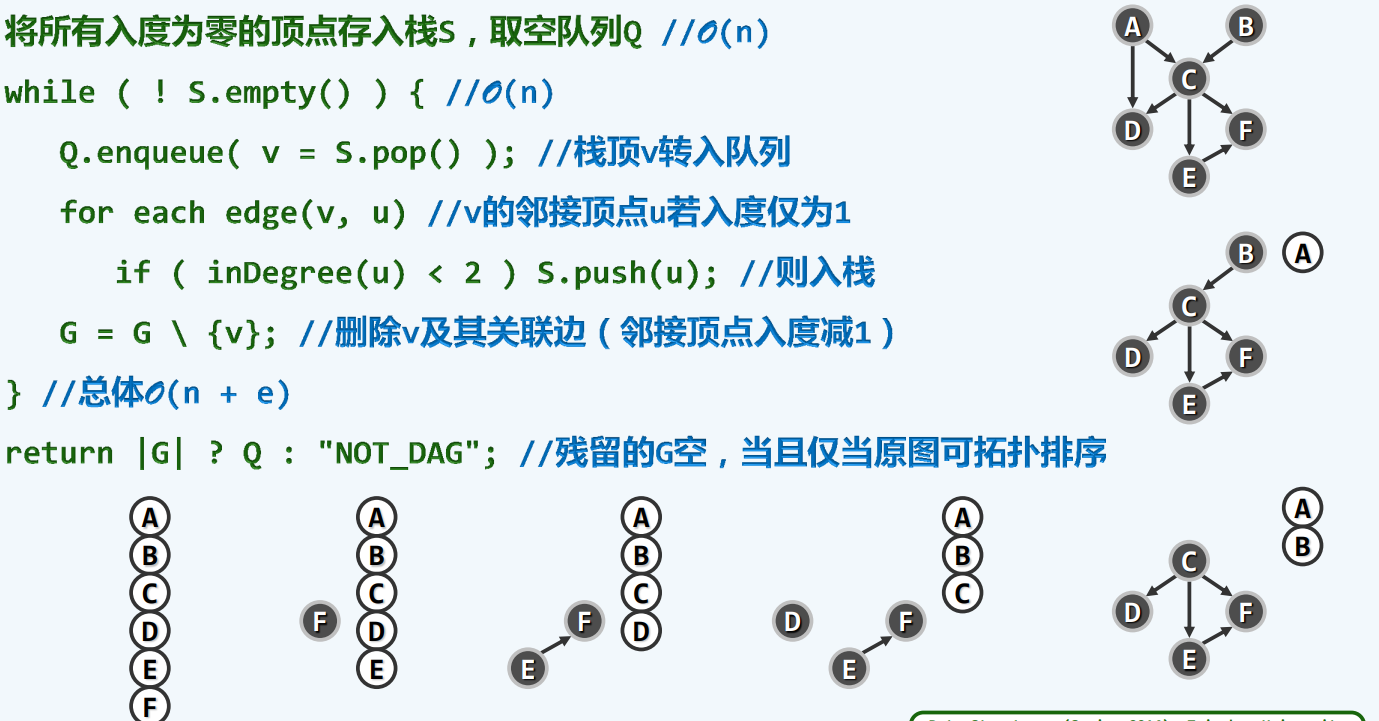 将所有入度为零的顶点存入栈S，取空队列Q //O(n)
while ( ! S.empty() ) { //O(n)
Q.enqueue( v = S.pop() ); //栈顶v转入队列
for each edge(v, u) //v的邻接顶点u若入度仅为1
if ( inDegree(u) < 2 ) S.push(u); //则入栈
G = G \ {v}; //删除v及其关联边（邻接顶点入度减1）
} //总体O(n + e)
return |G| ? Q : "NOT_DAG"; //残留的G空，当且仅当原图可拓扑排序
A B
C
D F
E
B A
C
D F
E
A
B
C
D F
E
A
B
C
D
E
F
A
B
C
F D
E
A
B
C
F D
E
A
B
C
D F
E